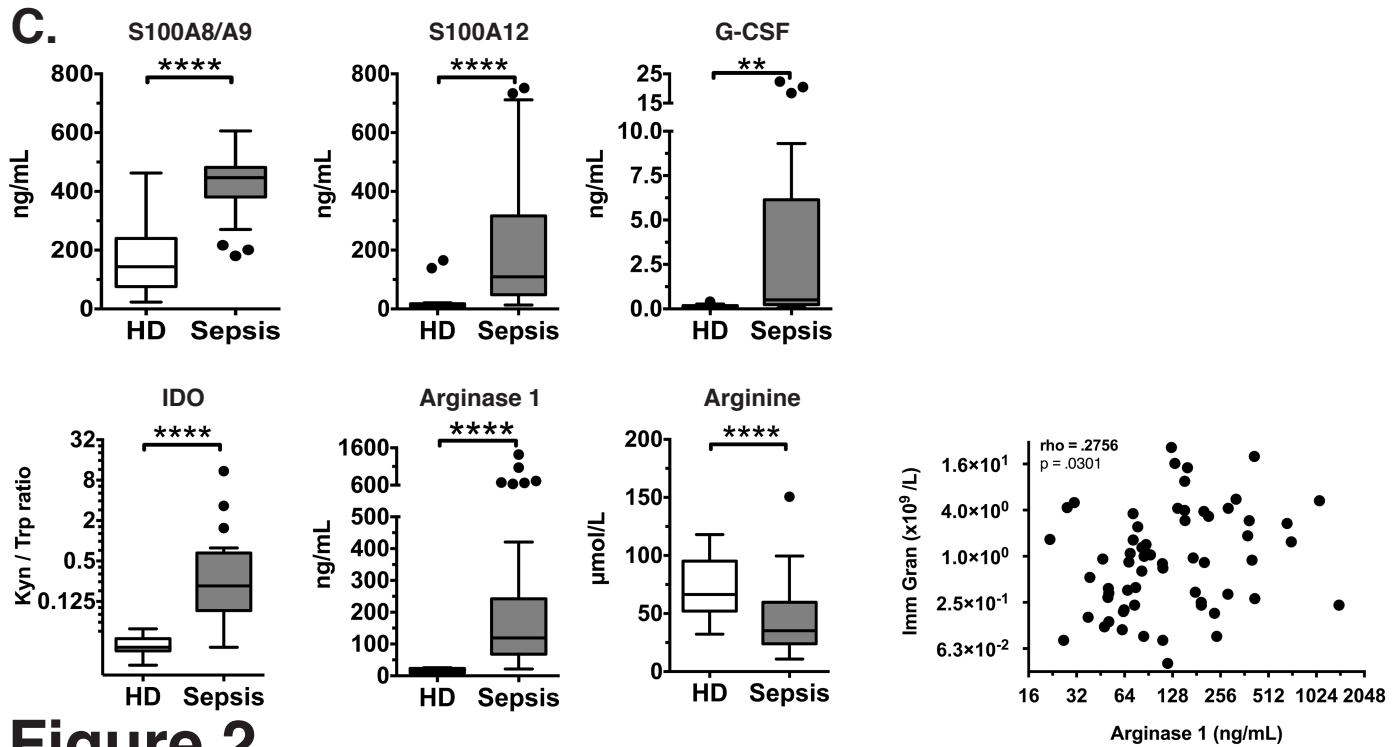 C.
S100A8/A9
****
ng/mL
800
600
400
200
0
HD Sepsis
S100A12
****
ng/mL
800
600
400
200
0
HD Sepsis
G-CSF
**
ng/mL
25
15
10.0
7.5
5.0
2.5
0.0
HD Sepsis
IDO
****
Kyn / Trp ratio
32
8
2
0.5
0.125
HD Sepsis
Arginase 1
****
ng/mL
1600
600
500
400
300
200
100
0
HD Sepsis
Arginine
****
µmol/L
200
150
100
50
0
HD Sepsis
rho = .2756
p = .0301
Imm Gran (x10⁹ /L)
1.6×10¹
4.0×10⁰
1.0×10⁰
2.5×10⁻¹
6.3×10⁻²
16 32 64 128 256 512 1024 2048
Arginase 1 (ng/mL)
Figure 2